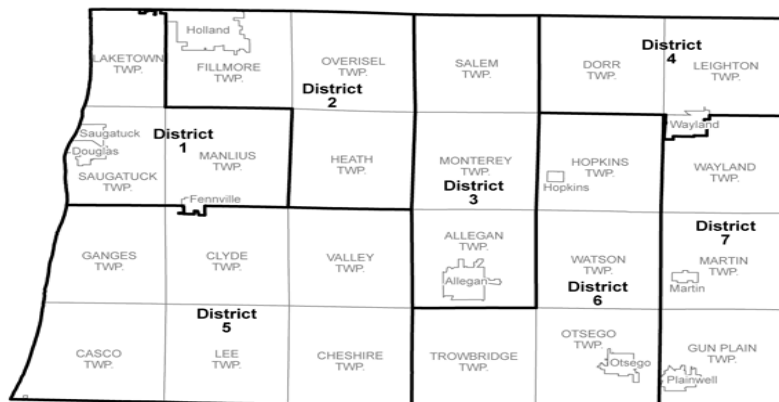 Holland
LAKETOWN
TWP.
FILLMORE
TWP.
OVERISEL
TWP.
District
2
SALEM
TWP.
DORR
TWP.
District
4
LEIGHTON
TWP.
Saugatuck
Douglas
SAUGATUCK
TWP.
District
1
MANLIUS
TWP.
Fennville
HEATH
TWP.
MONTEREY
TWP.
District
3
HOPKINS
TWP.
Hopkins
Wayland
WAYLAND
TWP.
GANGES
TWP.
CLYDE
TWP.
VALLEY
TWP.
ALLEGAN
TWP.
Allegan
WATSON
TWP.
District
6
District
7
MARTIN
TWP.
Martin
District
5
CASCO
TWP.
LEE
TWP.
CHESHIRE
TWP.
TROWBRIDGE
TWP.
OTSEGO
TWP.
Otsego
GUN PLAIN
TWP.
Plainwell